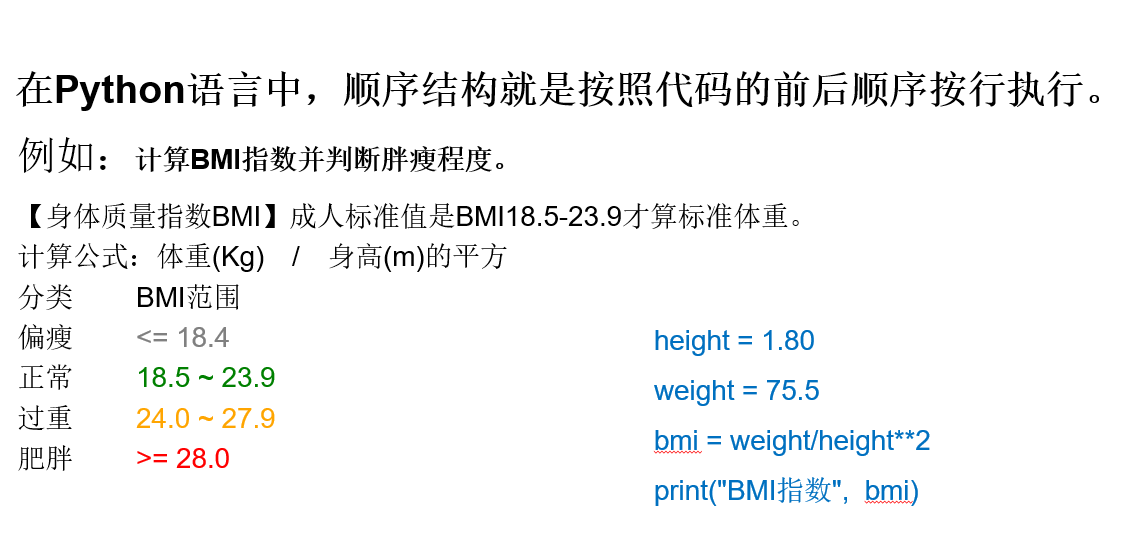 在Python语言中，顺序结构就是按照代码的前后顺序按行执行。
例如：计算BMI指数并判断胖瘦程度。
【身体质量指数BMI】成人标准值是BMI18.5-23.9才算标准体重。
计算公式：体重(Kg) / 身高(m)的平方
分类 BMI范围
偏瘦 <= 18.4
正常 18.5 ~ 23.9
过重 24.0 ~ 27.9
肥胖 >= 28.0
height = 1.80
weight = 75.5
bmi = weight/height**2
print("BMI指数", bmi)